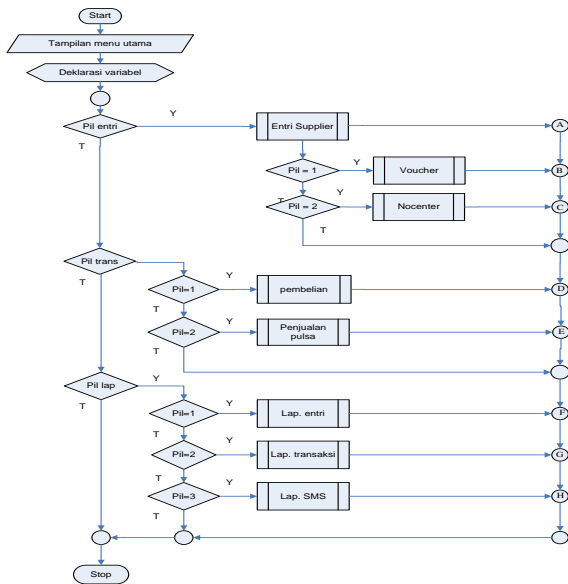 Start
Tampilan menu utama
Deklarasi variabel
Pil entri
Y
Entri Supplier
A
T
Pil = 1
Y
Voucher
B
Pil = 2
Y
Nocenter
C
T
T
Pil trans
T
Pil=1
Y
pembelian
D
T
Pil=2
Y
Penjualan
pulsa
E
T
Pil lap
Y
T
Pil=1
Y
Lap. entri
F
T
Pil=2
Y
Lap. transaksi
G
T
Pil=3
Y
Lap. SMS
H
T
Stop